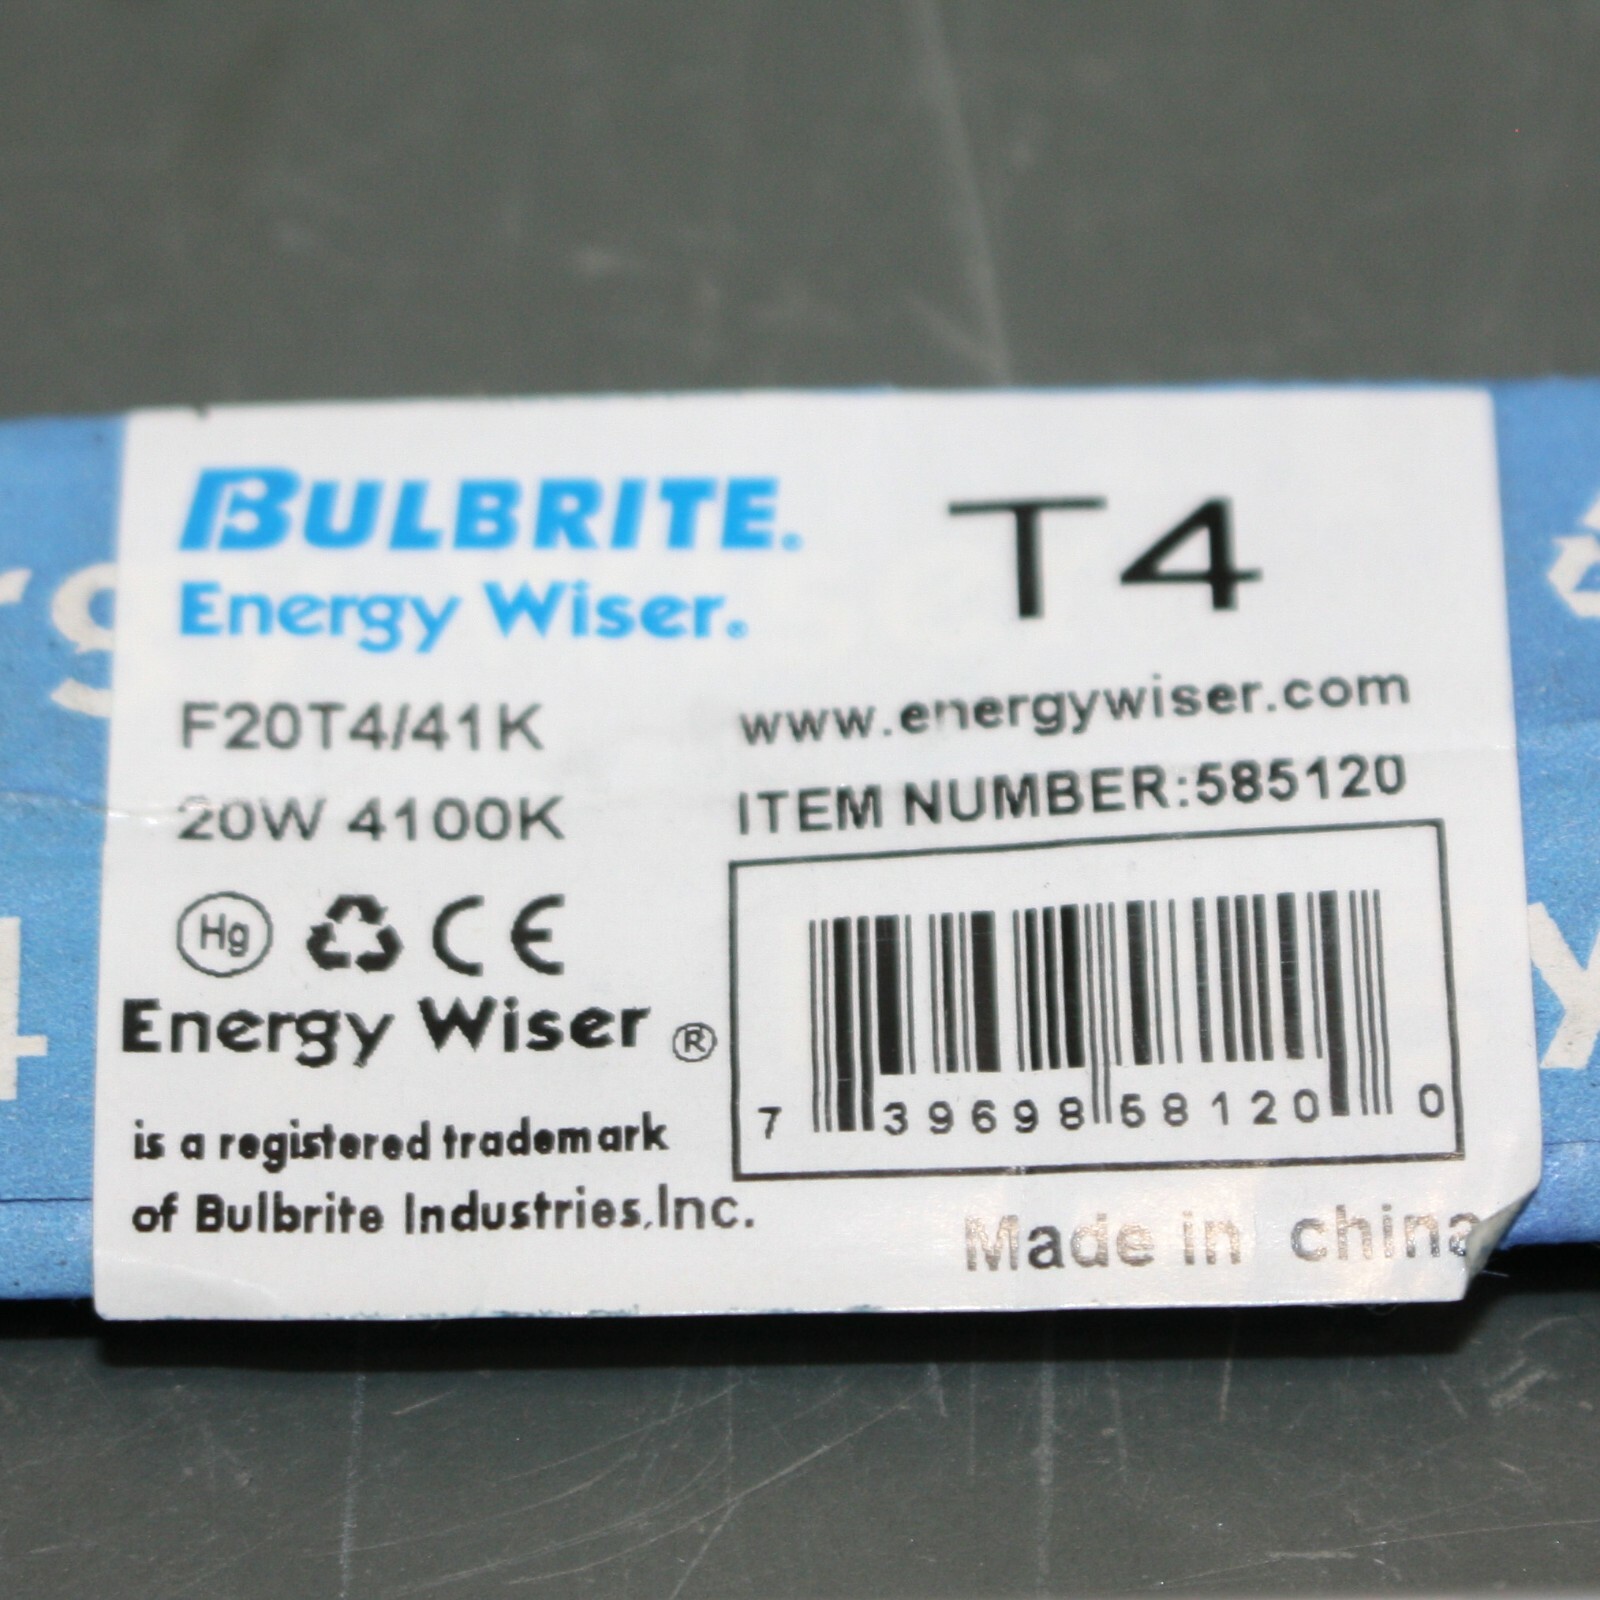 BULBRITE®
Energy Wiser®
T4
F20T4/41K
20W 4100K
www.energywiser.com
ITEM NUMBER:585120
Hg
CE
Energy Wiser ®
is a registered trademark
of Bulbrite Industries,Inc.
7 39698 58120 0
Made in china